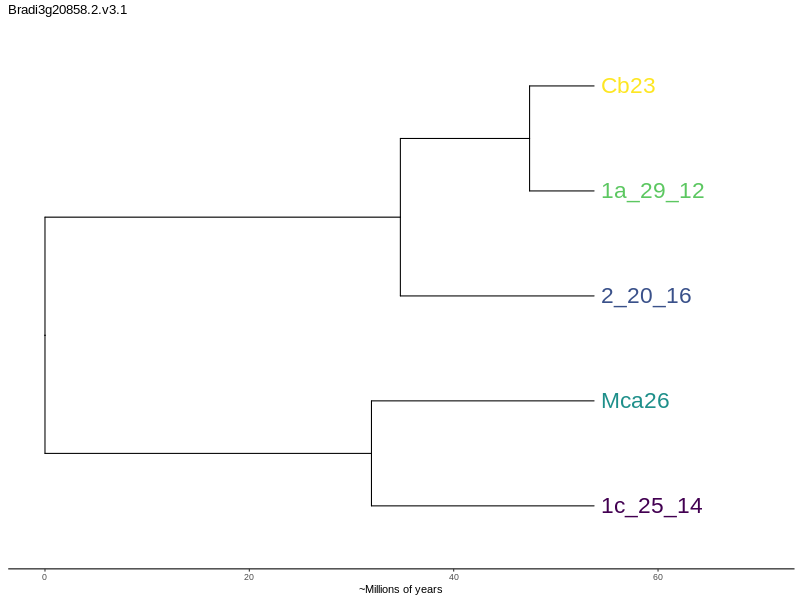 Bradi3g20858.2.v3.1
Cb23
1a_29_12
2_20_16
Mca26
1c_25_14
0 20 40 60
~Millions of years